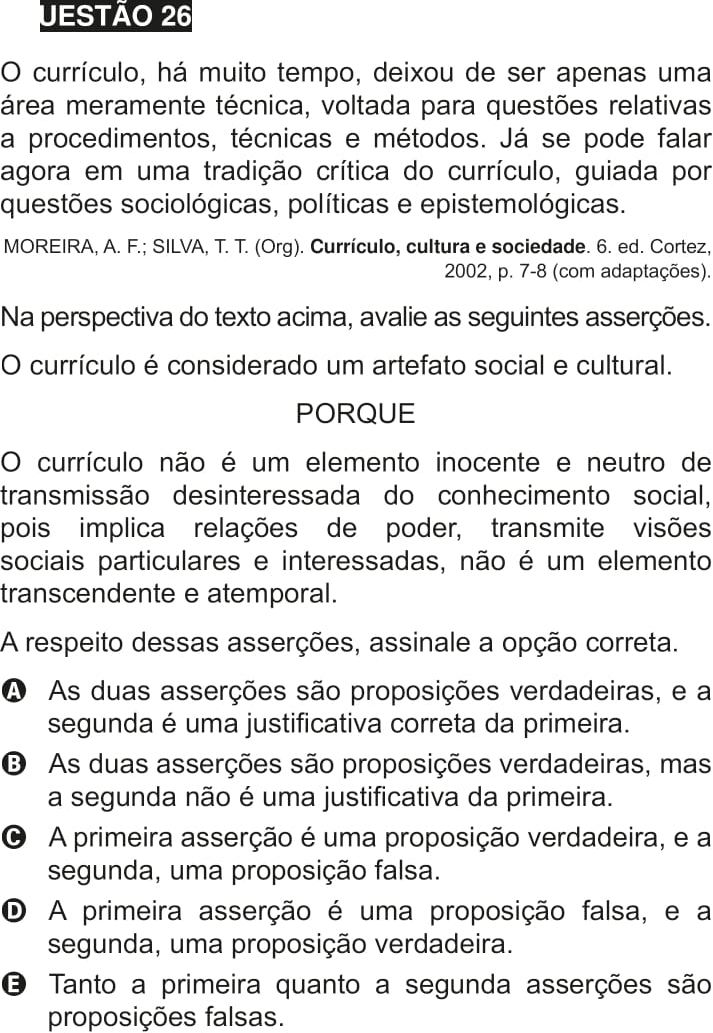 UESTÃO 26
O currículo, há muito tempo, deixou de ser apenas uma
área meramente técnica, voltada para questões relativas
a procedimentos, técnicas e métodos. Já se pode falar
agora em uma tradição crítica do currículo, guiada por
questões sociológicas, políticas e epistemológicas.
MOREIRA, A. F.; SILVA, T. T. (Org). Currículo, cultura e sociedade. 6. ed. Cortez,
2002, p. 7-8 (com adaptações).
Na perspectiva do texto acima, avalie as seguintes asserções.
O currículo é considerado um artefato social e cultural.
PORQUE
O currículo não é um elemento inocente e neutro de
transmissão desinteressada do conhecimento social,
pois implica relações de poder, transmite visões
sociais particulares e interessadas, não é um elemento
transcendente e atemporal.
A respeito dessas asserções, assinale a opção correta.
A As duas asserções são proposições verdadeiras, e a
segunda é uma justificativa correta da primeira.
B As duas asserções são proposições verdadeiras, mas
a segunda não é uma justificativa da primeira.
C A primeira asserção é uma proposição verdadeira, e a
segunda, uma proposição falsa.
D A primeira asserção é uma proposição falsa, e a
segunda, uma proposição verdadeira.
E Tanto a primeira quanto a segunda asserções são
proposições falsas.